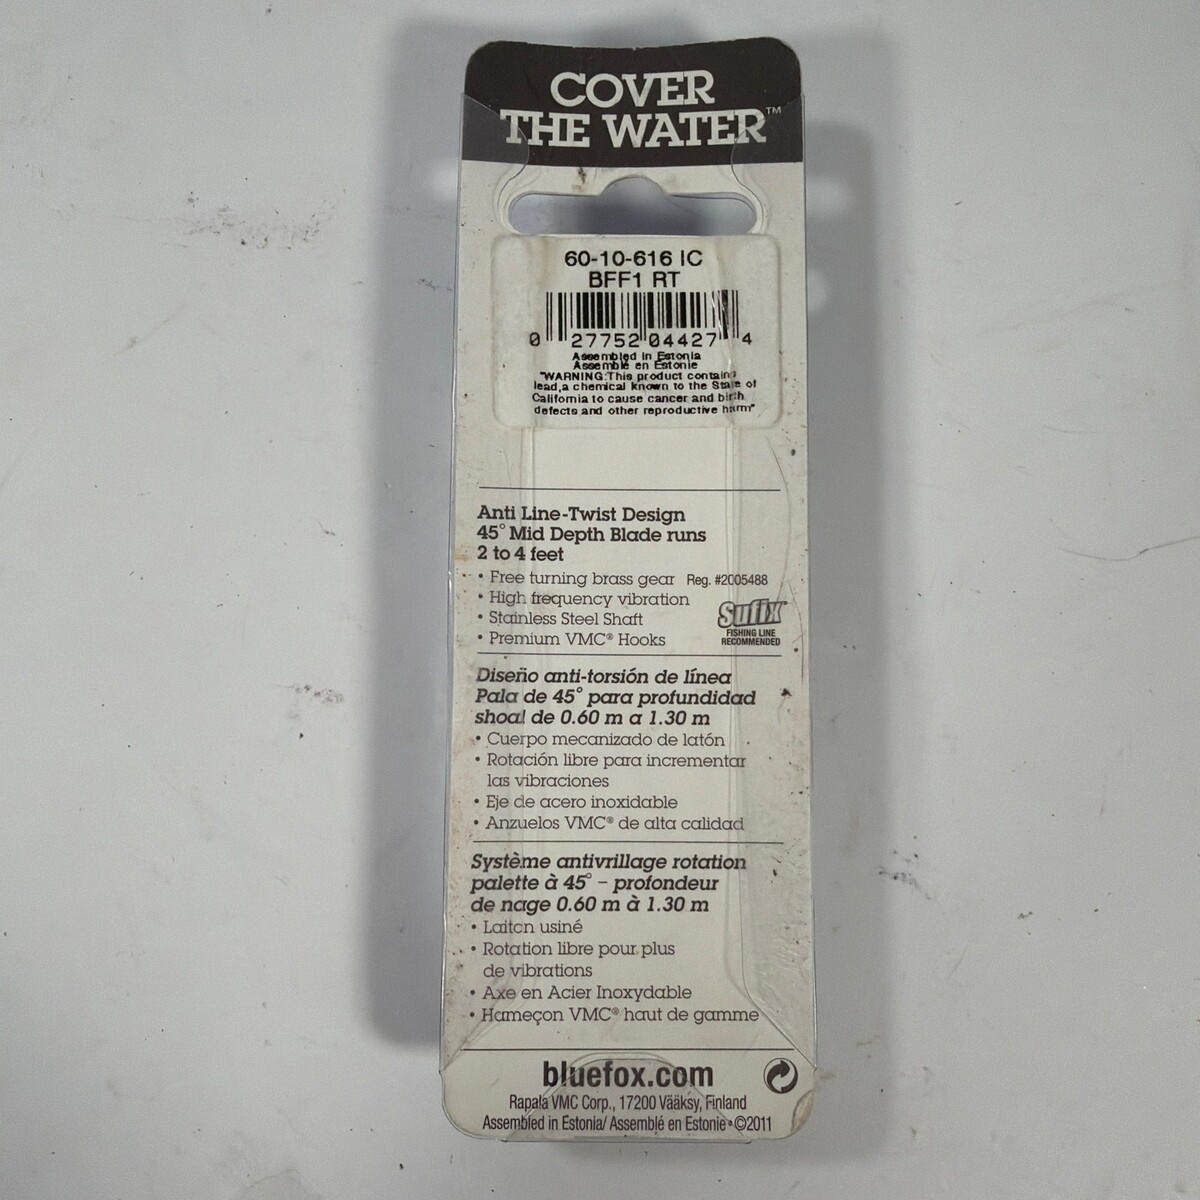 COVER
THE WATER™
60-10-616 IC
BFF1 RT
0 27752 04427 4
Assembled in Estonia
Assemblé en Estonie
"WARNING:This product contains
lead,a chemical known to the State of
California to cause cancer and birth
defects and other reproductive harm"
Anti Line-Twist Design
45° Mid Depth Blade runs
2 to 4 feet
• Free turning brass gear Reg. #2005488
• High frequency vibration
• Stainless Steel Shaft
• Premium VMC® Hooks
Sufix
FISHING LINE
RECOMMENDED
Diseño anti-torsión de línea
Pala de 45° para profundidad
shoal de 0.60 m a 1.30 m
• Cuerpo mecanizado de latón
• Rotación libre para incrementar
las vibraciones
• Eje de acero inoxidable
• Anzuelos VMC® de alta calidad
Système antivrillage rotation
palette à 45° – profondeur
de nage 0.60 m à 1.30 m
• Laiton usiné
• Rotation libre pour plus
de vibrations
• Axe en Acier Inoxydable
• Hameçon VMC® haut de gamme
bluefox.com
Rapala VMC Corp., 17200 Vääksy, Finland
Assembled in Estonia/ Assemblé en Estonie • ©2011